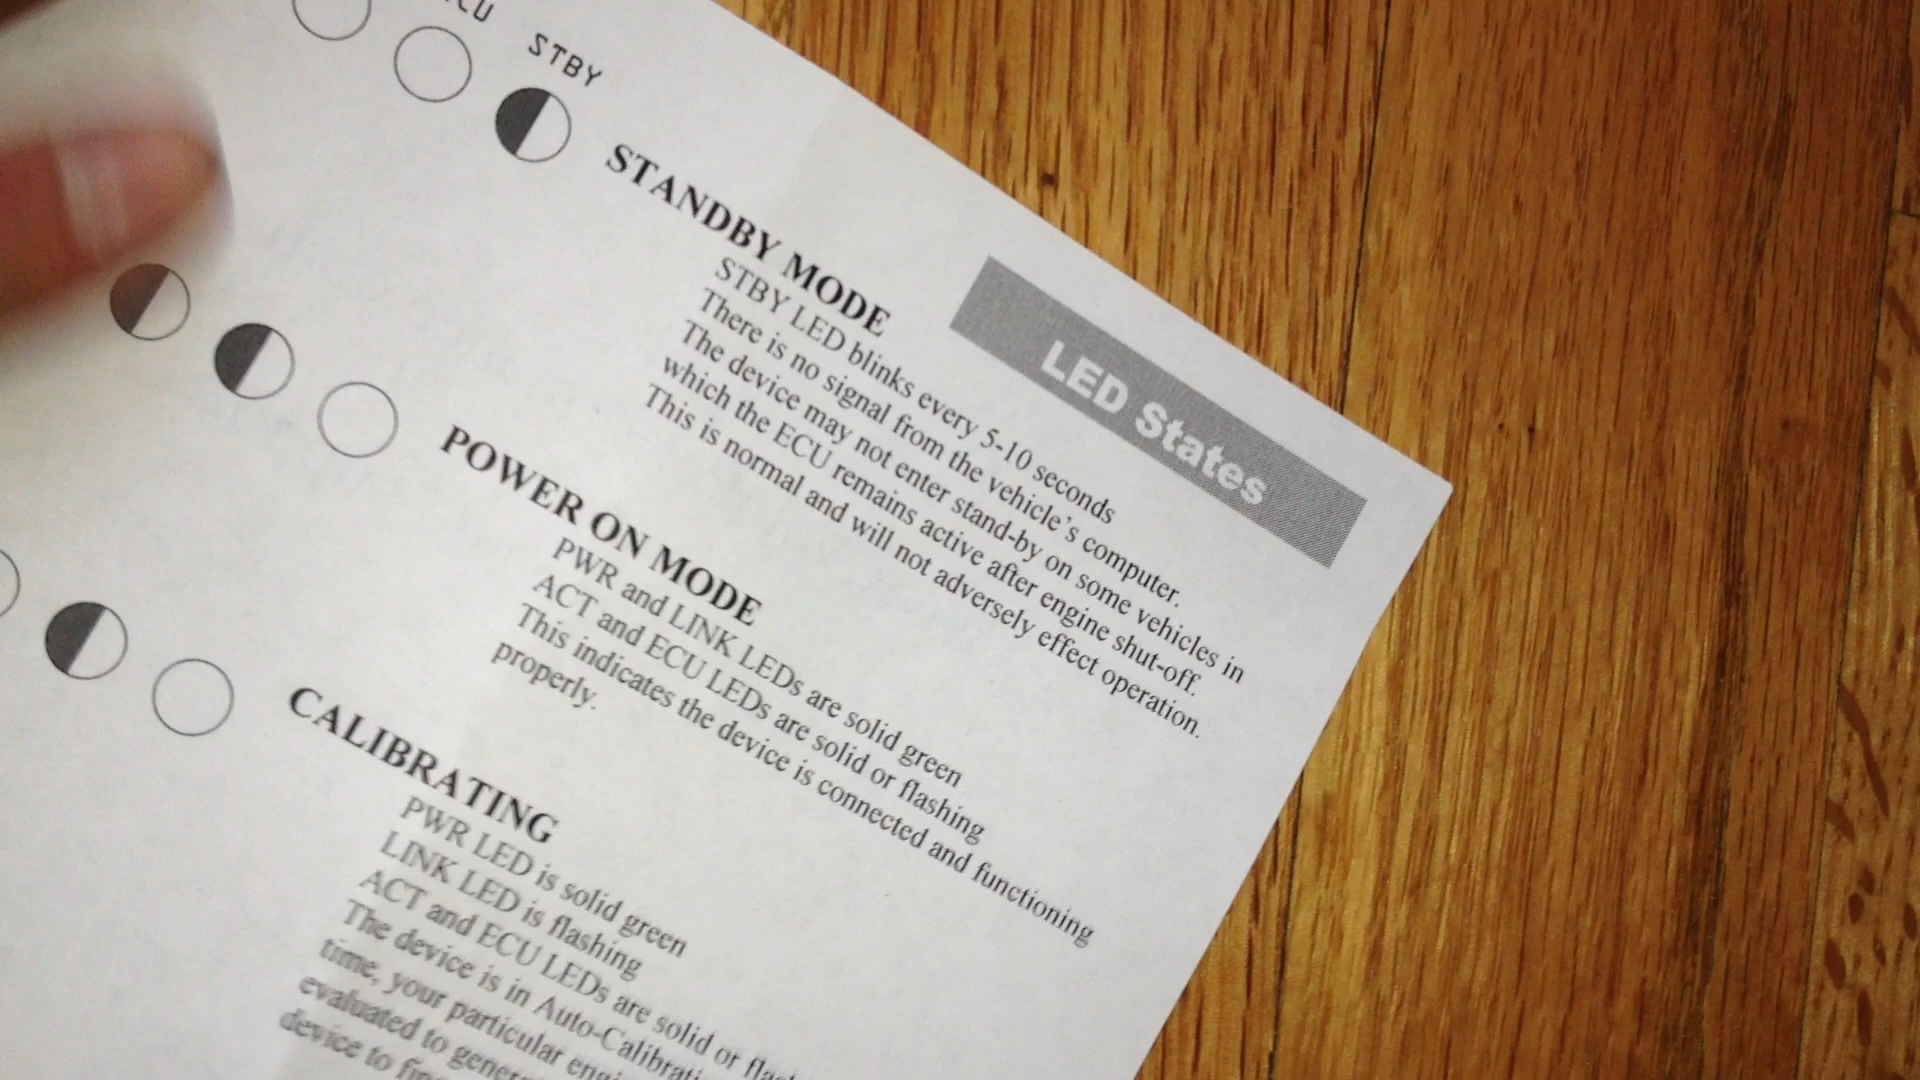 LED States
STBY
STANDBY MODE
STBY LED blinks every 5-10 seconds
There is no signal from the vehicle's computer.
The device may not enter stand-by on some vehicles in
which the ECU remains active after engine shut-off.
This is normal and will not adversely effect operation.
POWER ON MODE
PWR and LINK LEDs are solid green
ACT and ECU LEDs are solid or flashing
This indicates the device is connected and functioning
properly.
CALIBRATING
PWR LED is solid green
LINK LED is flashing
ACT and ECU LEDs are solid or
The device is in
time, your particular
evaluated to
device to